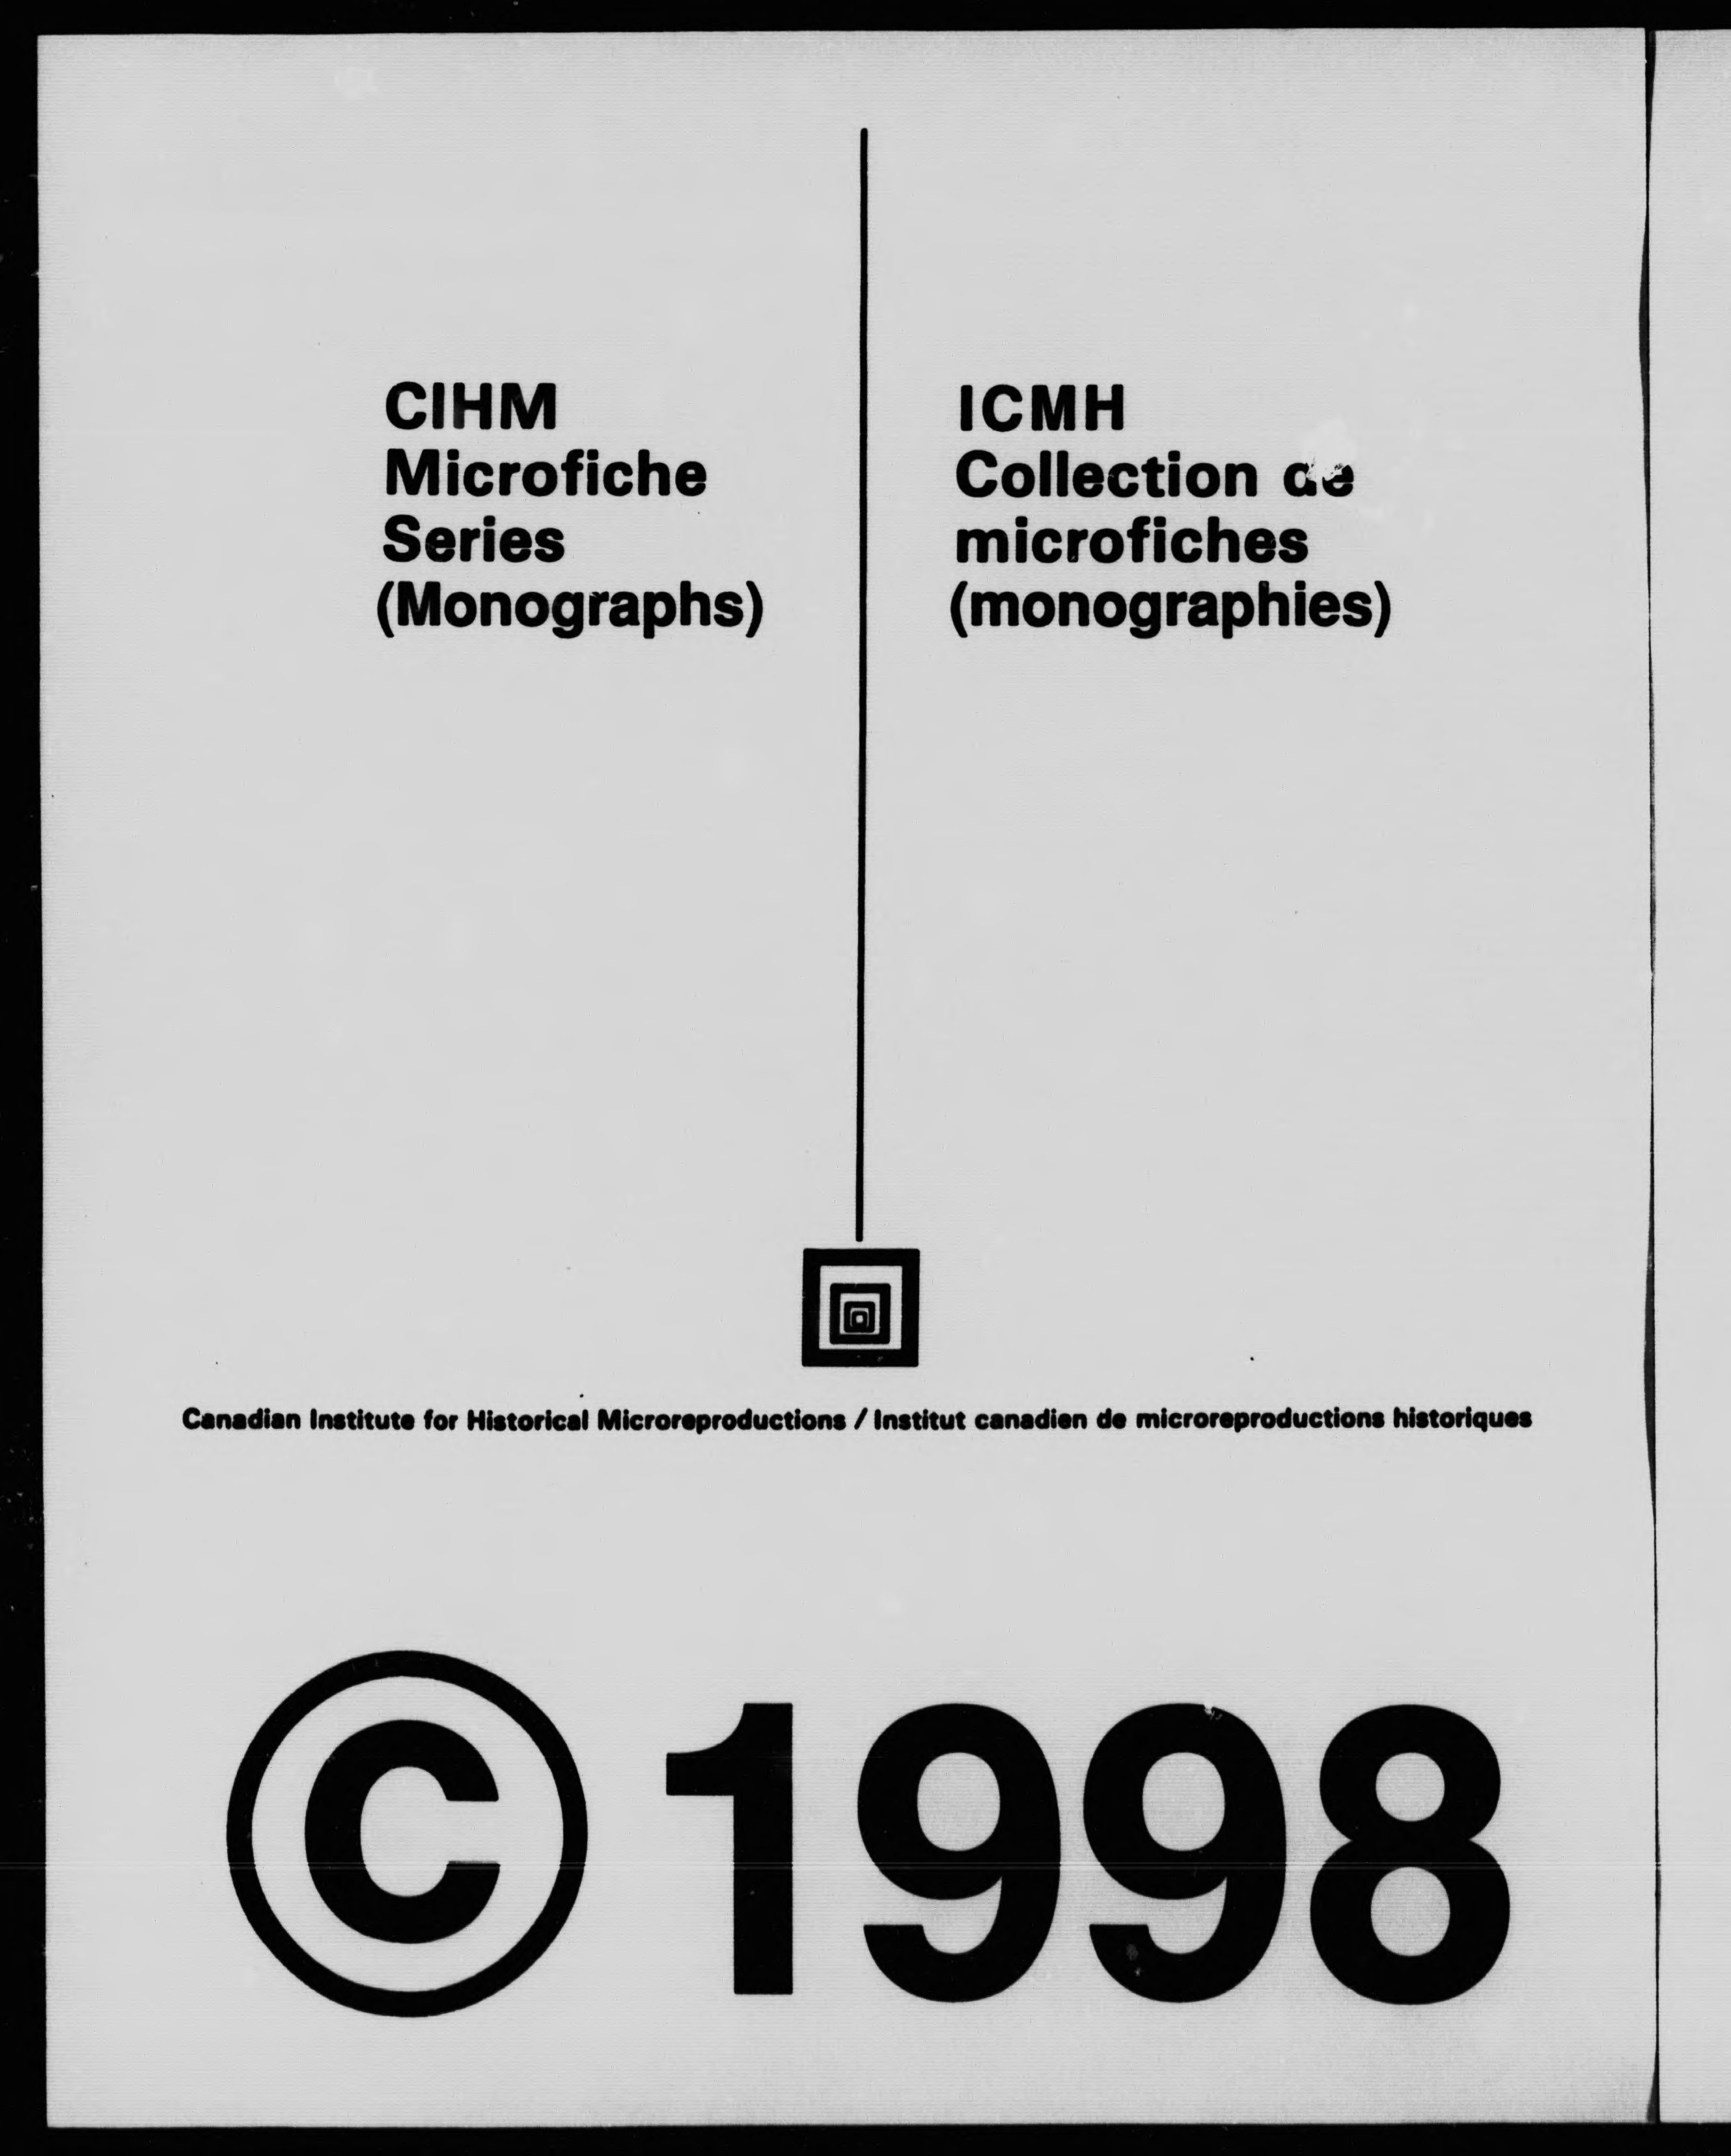 CIHM
Microfiche
Series
(Monographs)
ICMH
Collection de
microfiches
(monographies)
Canadian Institute for Historical Microreproductions / Institut canadien de microreproductions historiques
© 1998